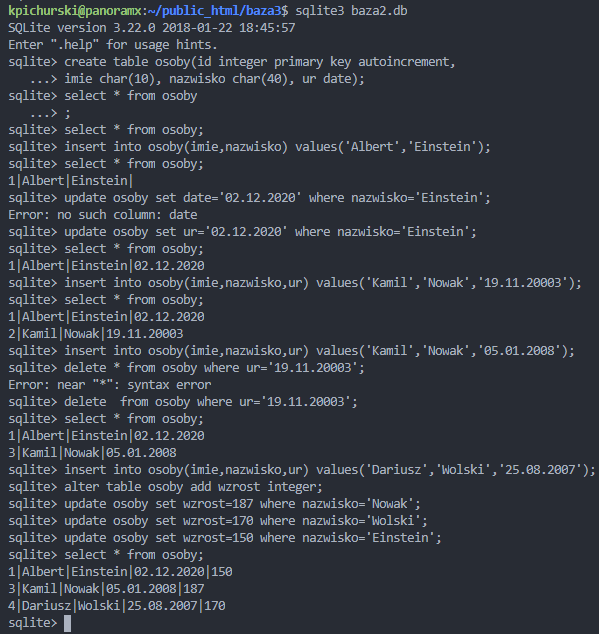 kpichurski@panoramx:~/public_html/baza3$ sqlite3 baza2.db
SQLite version 3.22.0 2018-01-22 18:45:57
Enter ".help" for usage hints.
sqlite> create table osoby(id integer primary key autoincrement,
   ...> imie char(10), nazwisko char(40), ur date);
sqlite> select * from osoby
   ...> ;
sqlite> select * from osoby;
sqlite> insert into osoby(imie,nazwisko) values('Albert','Einstein');
sqlite> select * from osoby;
1|Albert|Einstein|
sqlite> update osoby set date='02.12.2020' where nazwisko='Einstein';
Error: no such column: date
sqlite> update osoby set ur='02.12.2020' where nazwisko='Einstein';
sqlite> select * from osoby;
1|Albert|Einstein|02.12.2020
sqlite> insert into osoby(imie,nazwisko,ur) values('Kamil','Nowak','19.11.20003');
sqlite> select * from osoby;
1|Albert|Einstein|02.12.2020
2|Kamil|Nowak|19.11.20003
sqlite> insert into osoby(imie,nazwisko,ur) values('Kamil','Nowak','05.01.2008');
sqlite> delete * from osoby where ur='19.11.20003';
Error: near "*": syntax error
sqlite> delete  from osoby where ur='19.11.20003';
sqlite> select * from osoby;
1|Albert|Einstein|02.12.2020
3|Kamil|Nowak|05.01.2008
sqlite> insert into osoby(imie,nazwisko,ur) values('Dariusz','Wolski','25.08.2007');
sqlite> alter table osoby add wzrost integer;
sqlite> update osoby set wzrost=187 where nazwisko='Nowak';
sqlite> update osoby set wzrost=170 where nazwisko='Wolski';
sqlite> update osoby set wzrost=150 where nazwisko='Einstein';
sqlite> select * from osoby;
1|Albert|Einstein|02.12.2020|150
3|Kamil|Nowak|05.01.2008|187
4|Dariusz|Wolski|25.08.2007|170
sqlite>